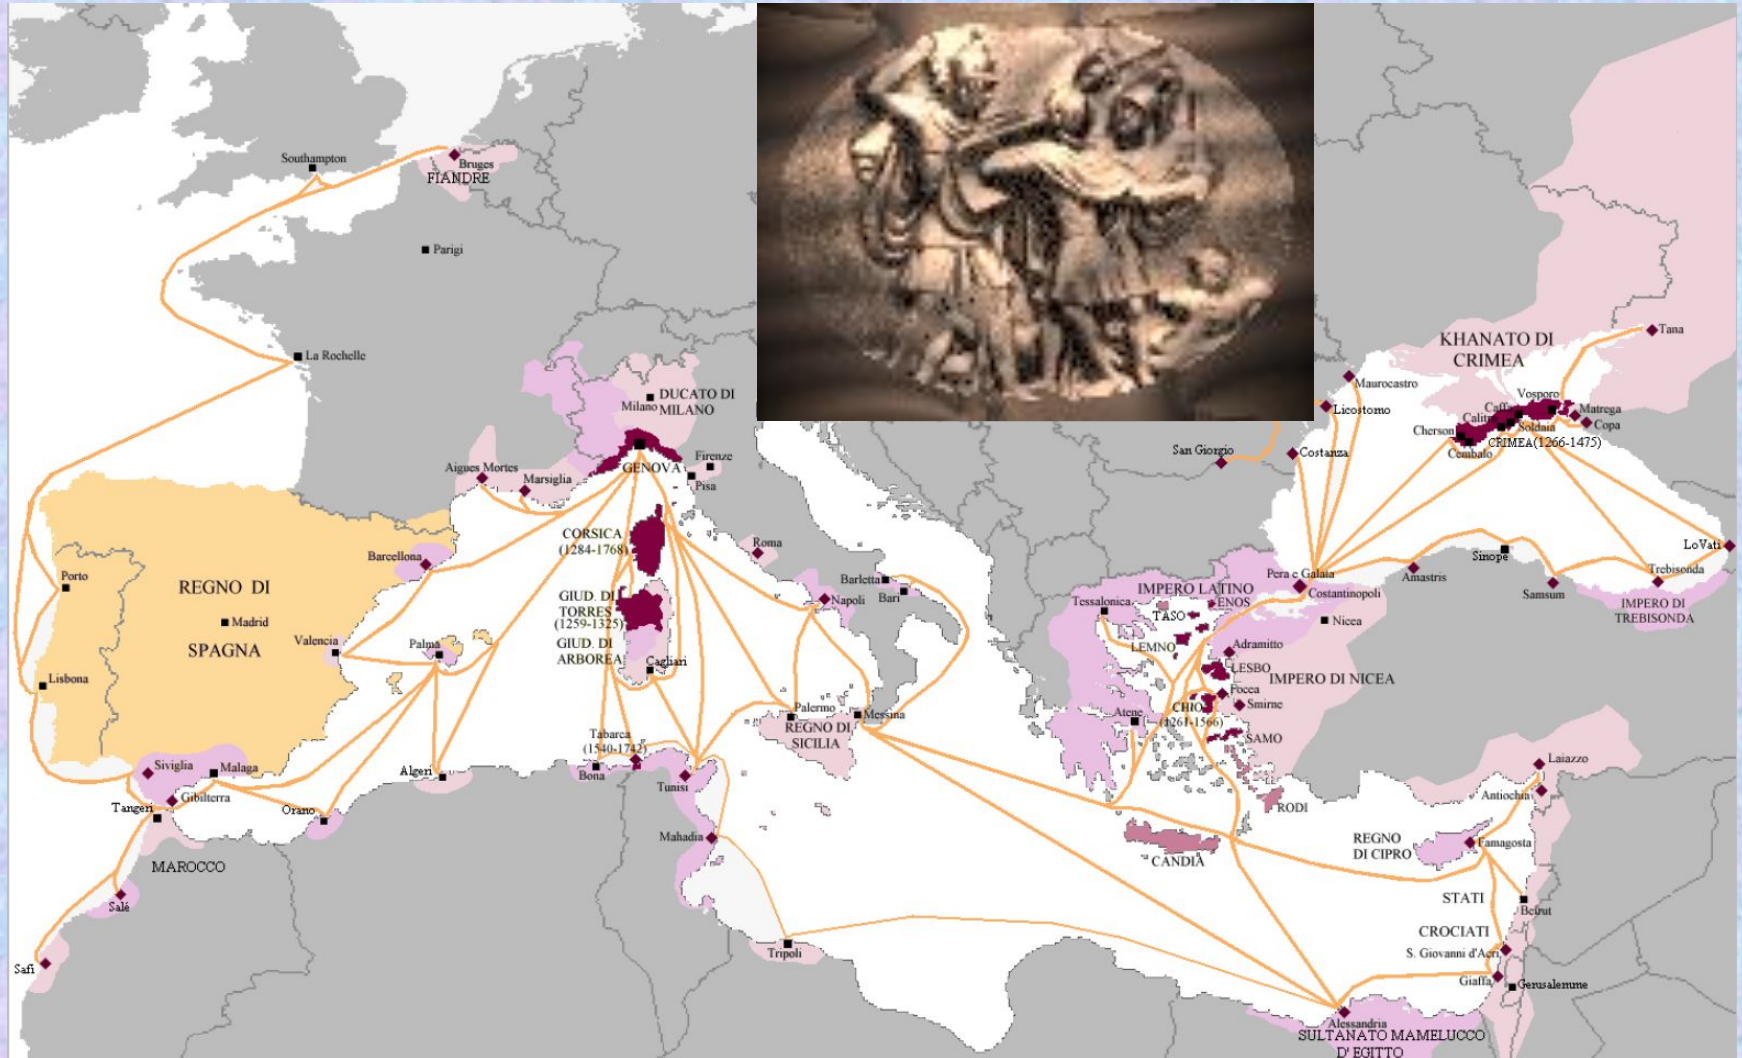 Southampton
Bruges
FIANDRE
Parigi
La Rochelle
DUCATO DI
MILANO
Milano
GENOVA
Firenze
Pisa
Aigues Mortes
Marsiglia
CORSICA
(1284-1768)
Roma
Barcellona
Porto
REGNO DI
SPAGNA
Madrid
Valencia
Palma
Lisbona
GIUD. DI
TORRES
(1259-1325)
GIUD. DI
ARBOREA
Cagliari
Napoli
Barletta
Bari
Palermo
Messina
REGNO DI
SICILIA
Tabarca
(1540-1742)
Bona
Tunisi
Algeri
Siviglia
Malaga
Gibilterra
Tangeri
Orano
MAROCCO
Salé
Safi
Mahadia
Tripoli
KHANATO DI
CRIMEA
Tana
Maurocastro
Licostomo
Vosporo
Caffa
Matrega
Copa
Soldaia
Cherson
Cembalo
CRIMEA(1266-1475)
San Giorgio
Costanza
LoVati
Sinope
Amastris
Samsum
Trebisonda
IMPERO DI
TREBISONDA
Pera e Galata
Costantinopoli
IMPERO LATINO
ENOS
Tessalonica
TASO
LEMNO
Nicea
Adramitto
LESBO
IMPERO DI NICEA
Focea
CHIO
(1261-1566)
Smirne
Atene
SAMO
RODI
CANDIA
Laiazzo
Antiochia
REGNO
DI CIPRO
Famagosta
STATI
CROCIATI
Beirut
S. Giovanni d'Acri
Giaffa
Gerusalemme
Alessandria
SULTANATO MAMELUCCO
D' EGITTO